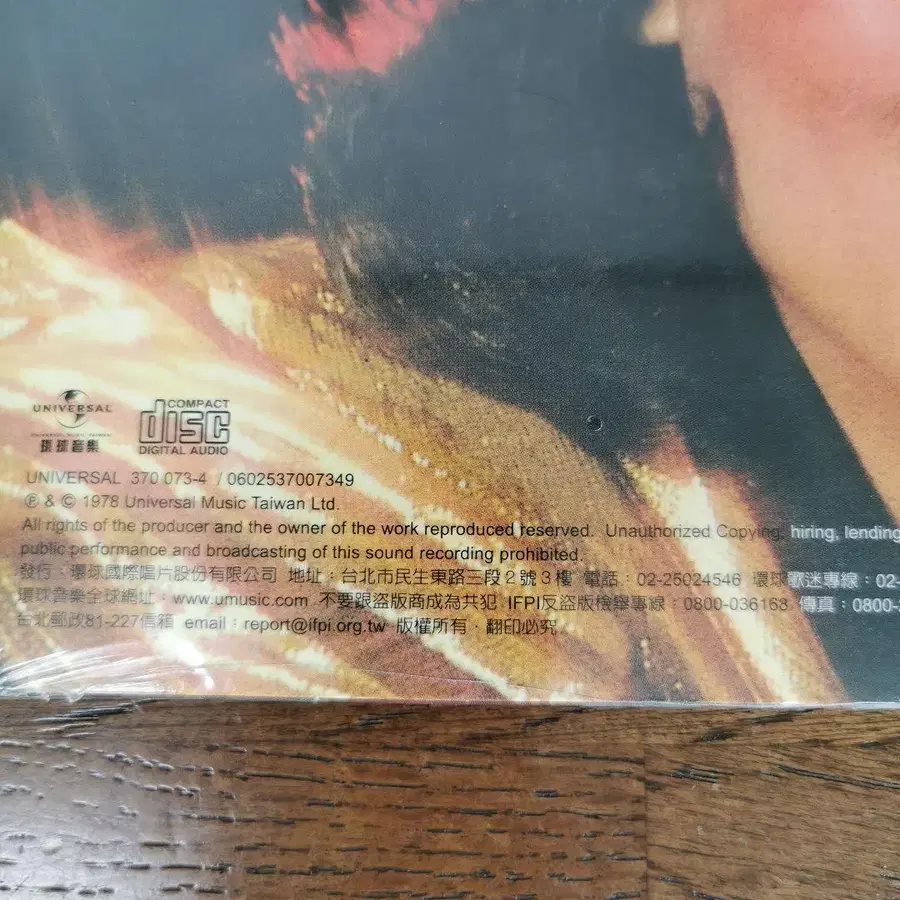 UNIVERSAL
UNIVERSAL MUSIC TAIWAN
環球音樂
COMPACT
disc
DIGITAL AUDIO
UNIVERSAL 370 073-4 / 0602537007349
℗ & © 1978 Universal Music Taiwan Ltd.
All rights of the producer and the owner of the work reproduced reserved. Unauthorized Copying, hiring, lending
public performance and broadcasting of this sound recording prohibited.
發行：環球國際唱片股份有限公司 地址：台北市民生東路三段2號3樓 電話：02-25024546 環球歌迷專線：02-
環球音樂全球網址：www.umusic.com 不要跟盜版商成為共犯 IFPI反盜版檢舉專線：0800-036168 傳真：0800-
台北郵政81-227信箱 email：report@ifpi.org.tw 版權所有．翻印必究